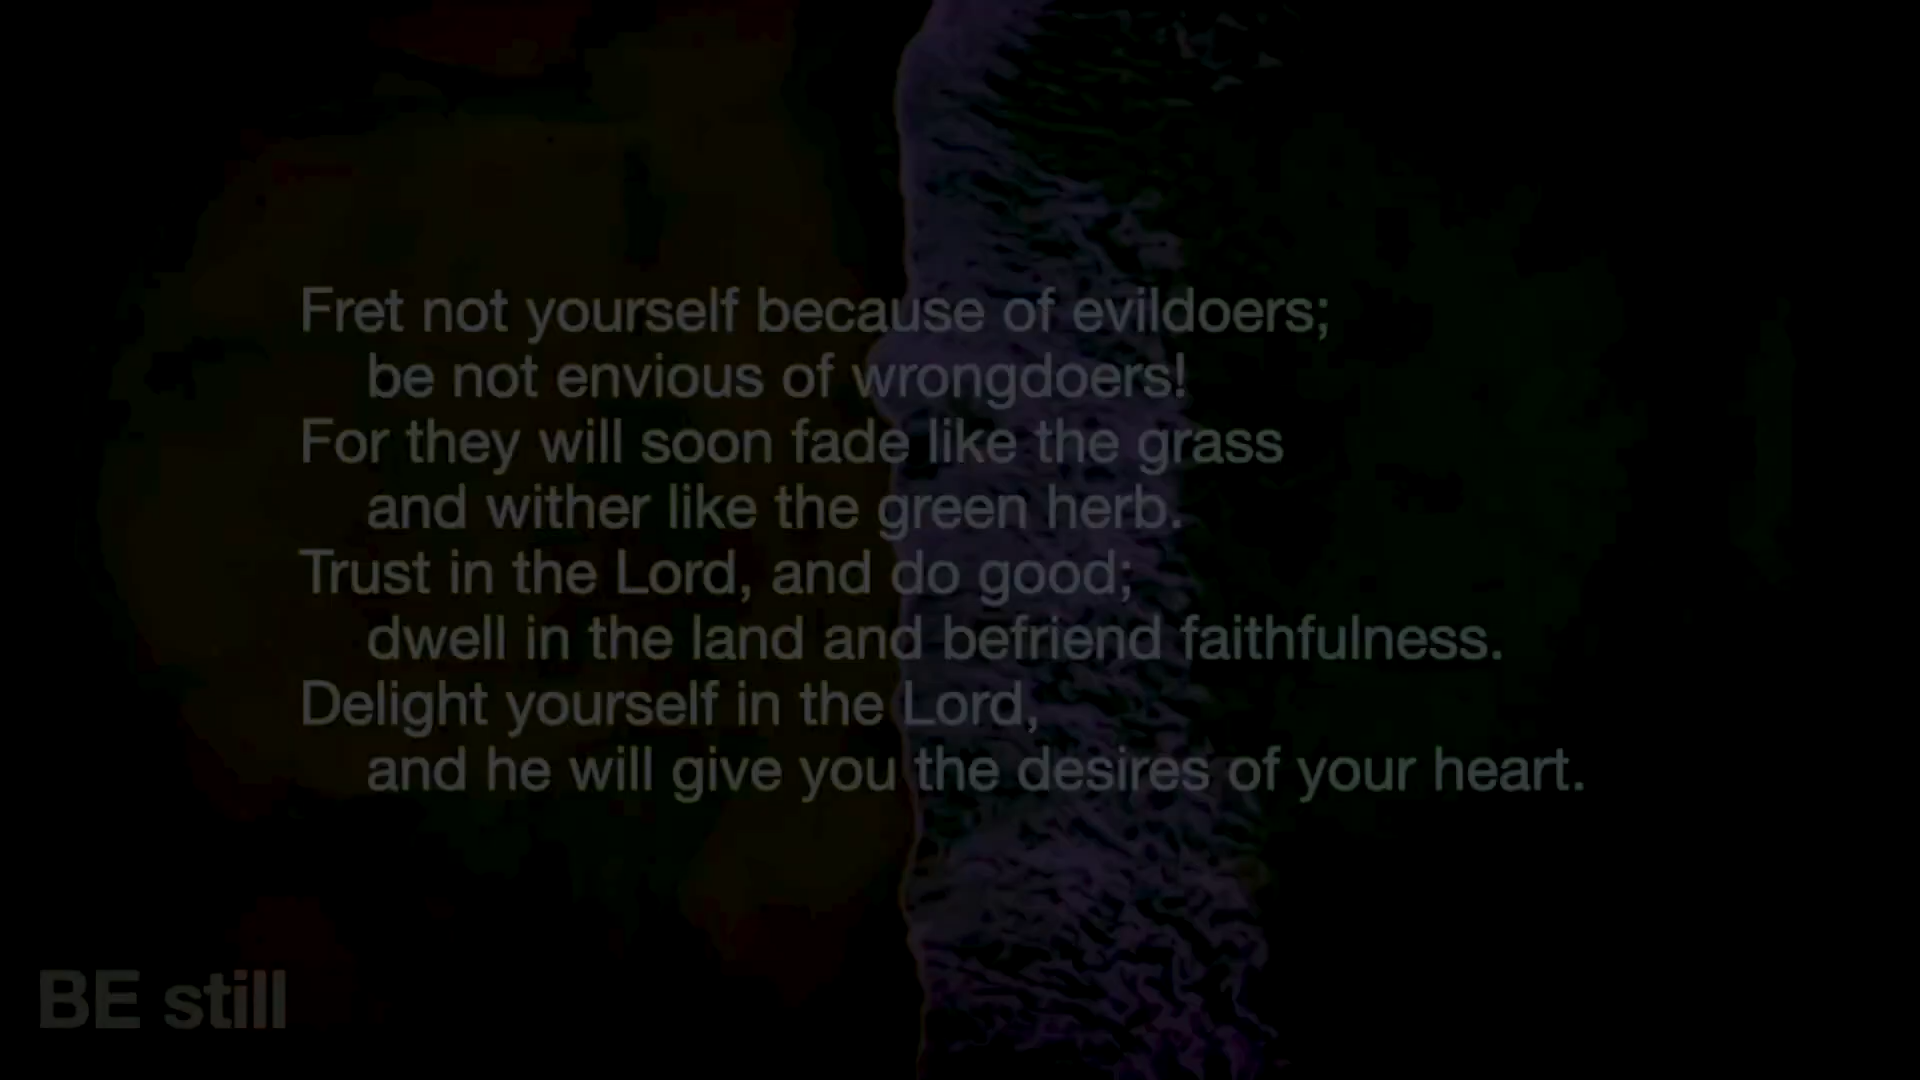 Fret not yourself because of evildoers;
be not envious of wrongdoers!
For they will soon fade like the grass
and wither like the green herb.
Trust in the Lord, and do good;
dwell in the land and befriend faithfulness.
Delight yourself in the Lord,
and he will give you the desires of your heart.
BE still